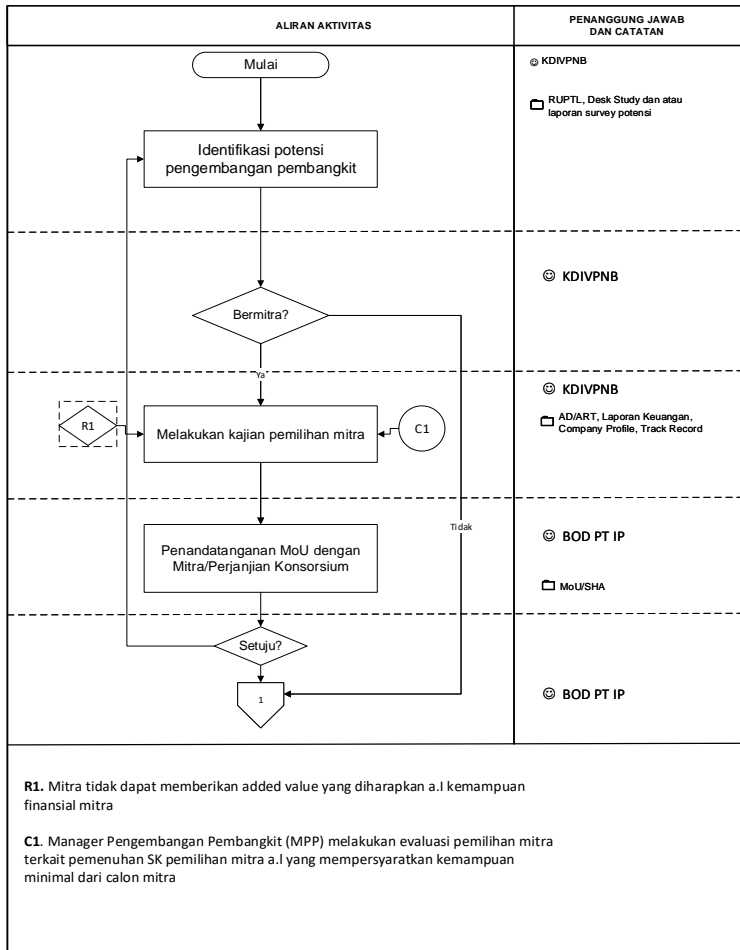 ALIRAN AKTIVITAS
PENANGGUNG JAWAB
DAN CATATAN
Mulai
☺ KDIVPNB
RUPTL, Desk Study dan atau
laporan survey potensi
Identifikasi potensi
pengembangan pembangkit
☺ KDIVPNB
Bermitra?
Ya
☺ KDIVPNB
AD/ART, Laporan Keuangan,
Company Profile, Track Record
R1
Melakukan kajian pemilihan mitra
C1
Tidak
☺ BOD PT IP
Penandatanganan MoU dengan
Mitra/Perjanjian Konsorsium
MoU/SHA
Setuju?
1
☺ BOD PT IP
R1. Mitra tidak dapat memberikan added value yang diharapkan a.l kemampuan
finansial mitra
C1. Manager Pengembangan Pembangkit (MPP) melakukan evaluasi pemilihan mitra
terkait pemenuhan SK pemilihan mitra a.l yang mempersyaratkan kemampuan
minimal dari calon mitra